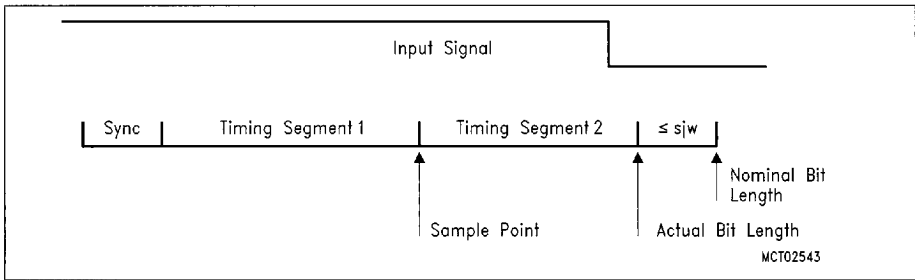 Input Signal
Sync
Timing Segment 1
Timing Segment 2
≤ sjw
Nominal Bit
Length
Sample Point
Actual Bit Length
MCT02543